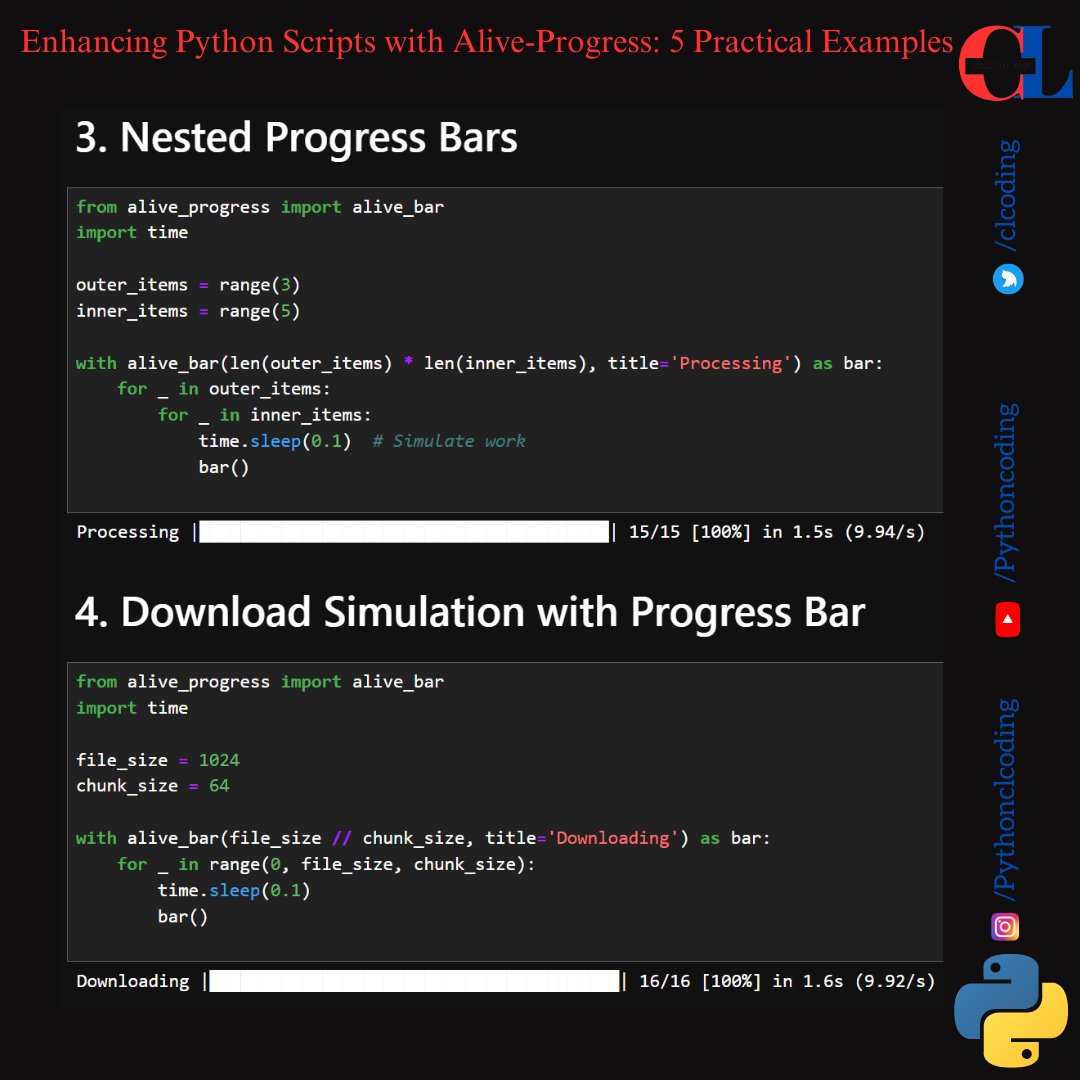 Enhancing Python Scripts with Alive-Progress: 5 Practical Examples
CL
CLCODING
3. Nested Progress Bars
from alive_progress import alive_bar
import time
outer_items = range(3)
inner_items = range(5)
with alive_bar(len(outer_items) * len(inner_items), title='Processing') as bar:
    for _ in outer_items:
        for _ in inner_items:
            time.sleep(0.1)  # Simulate work
            bar()
Processing || 15/15 [100%] in 1.5s (9.94/s)
4. Download Simulation with Progress Bar
from alive_progress import alive_bar
import time
file_size = 1024
chunk_size = 64
with alive_bar(file_size // chunk_size, title='Downloading') as bar:
    for _ in range(0, file_size, chunk_size):
        time.sleep(0.1)
        bar()
Downloading || 16/16 [100%] in 1.6s (9.92/s)
/clcoding
/Pythoncoding
/Pythonclcoding